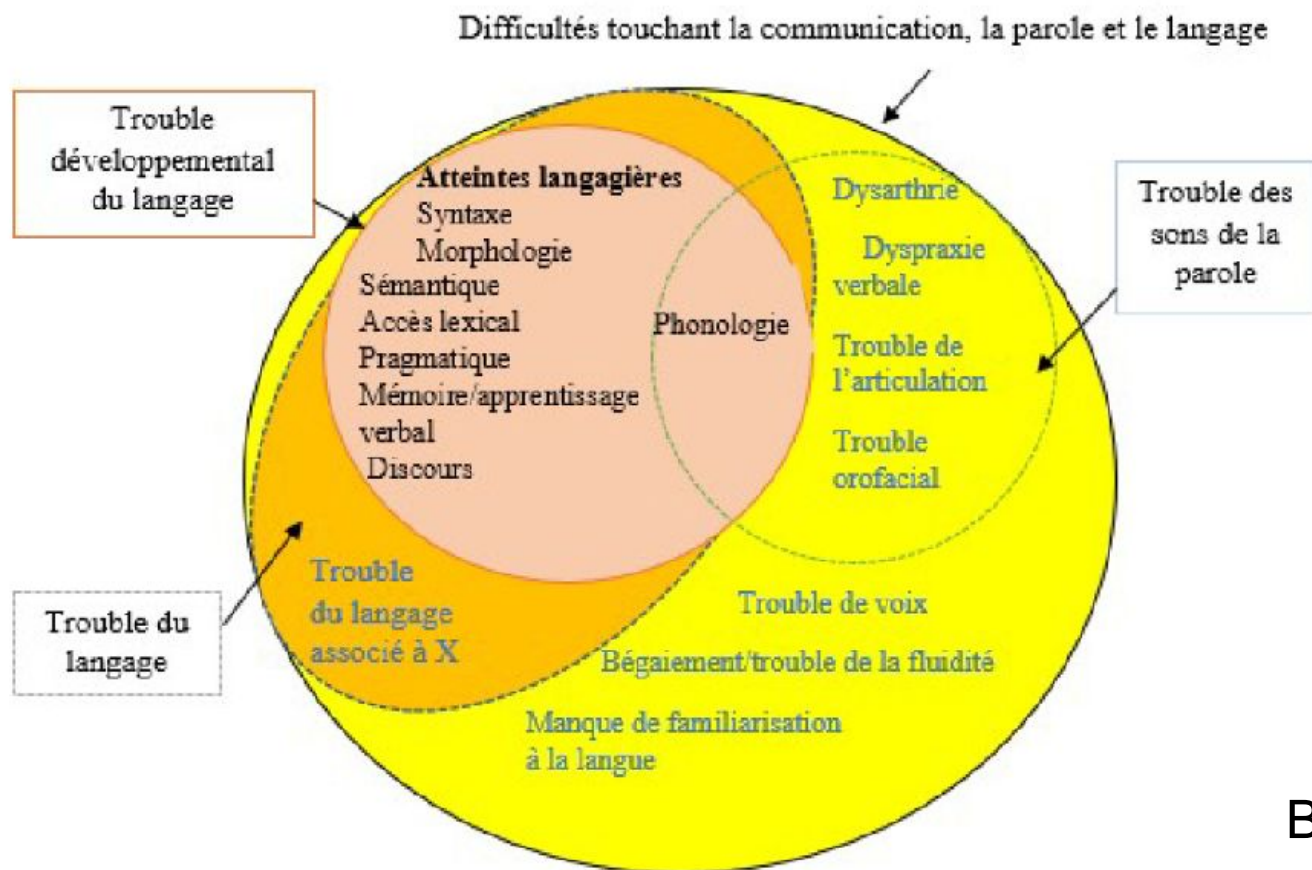 Difficultés touchant la communication, la parole et le langage
Trouble
développemental
du langage
Atteintes langagières
Syntaxe
Morphologie
Sémantique
Accès lexical
Pragmatique
Mémoire/apprentissage
verbal
Discours
Phonologie
Dysarthrie
Dyspraxie
verbale
Trouble de
l'articulation
Trouble
orofacial
Trouble des
sons de la
parole
Trouble du
langage
Trouble
du langage
associé à X
Trouble de voix
Bégaiement/trouble de la fluidité
Manque de familiarisation
à la langue
B